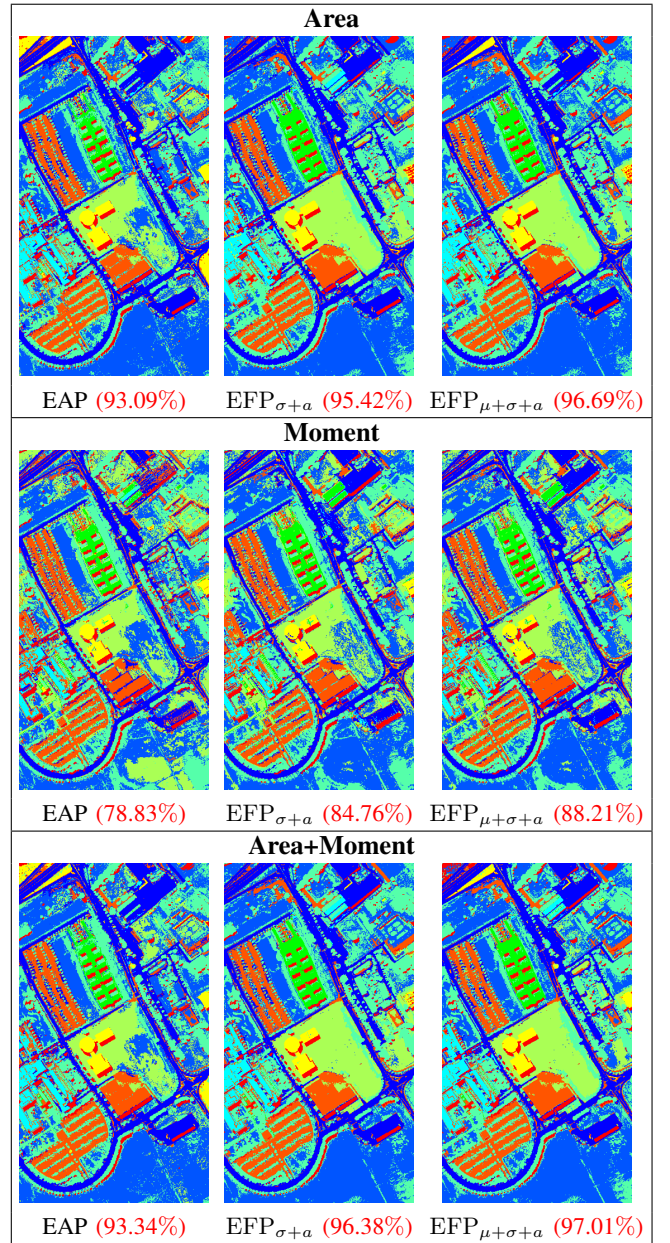 Area
EAP (93.09%) EFP_{σ+a} (95.42%) EFP_{μ+σ+a} (96.69%)
Moment
EAP (78.83%) EFP_{σ+a} (84.76%) EFP_{μ+σ+a} (88.21%)
Area+Moment
EAP (93.34%) EFP_{σ+a} (96.38%) EFP_{μ+σ+a} (97.01%)